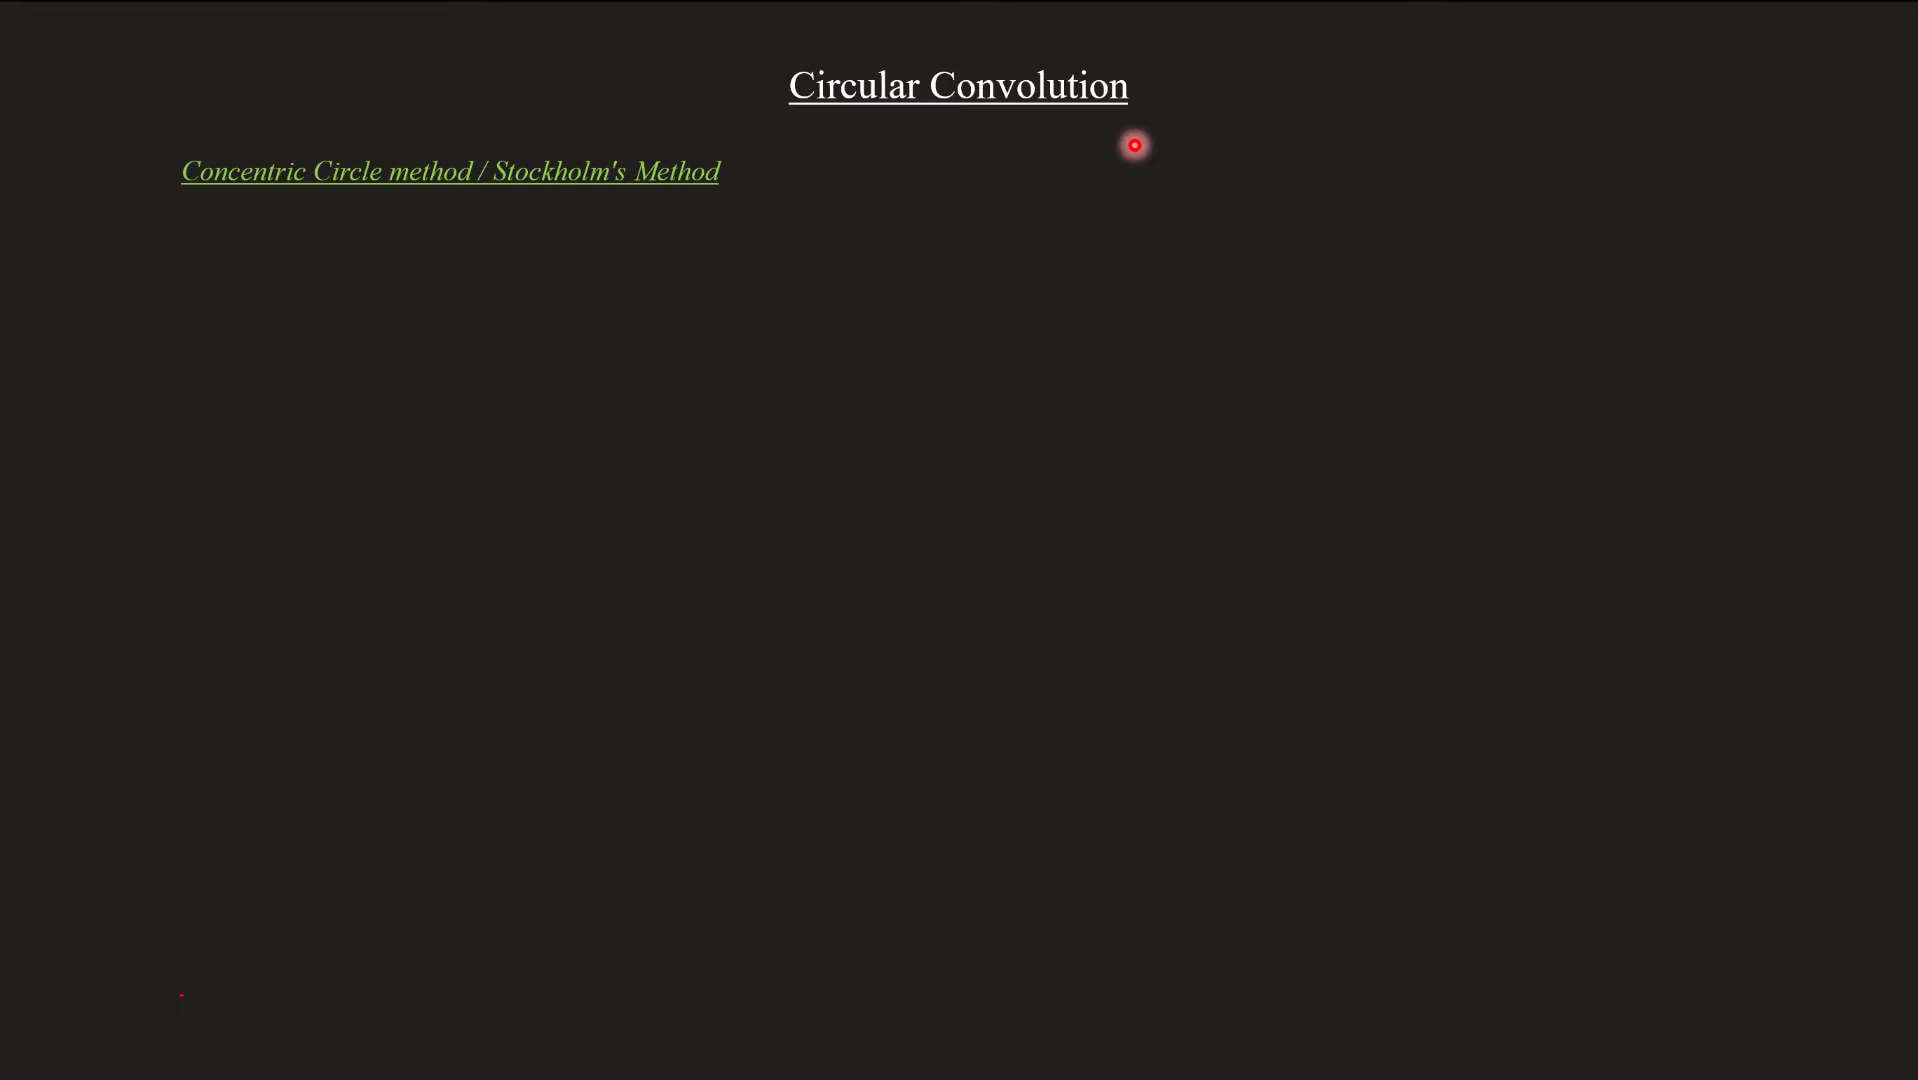 Circular Convolution
Concentric Circle method / Stockholm's Method